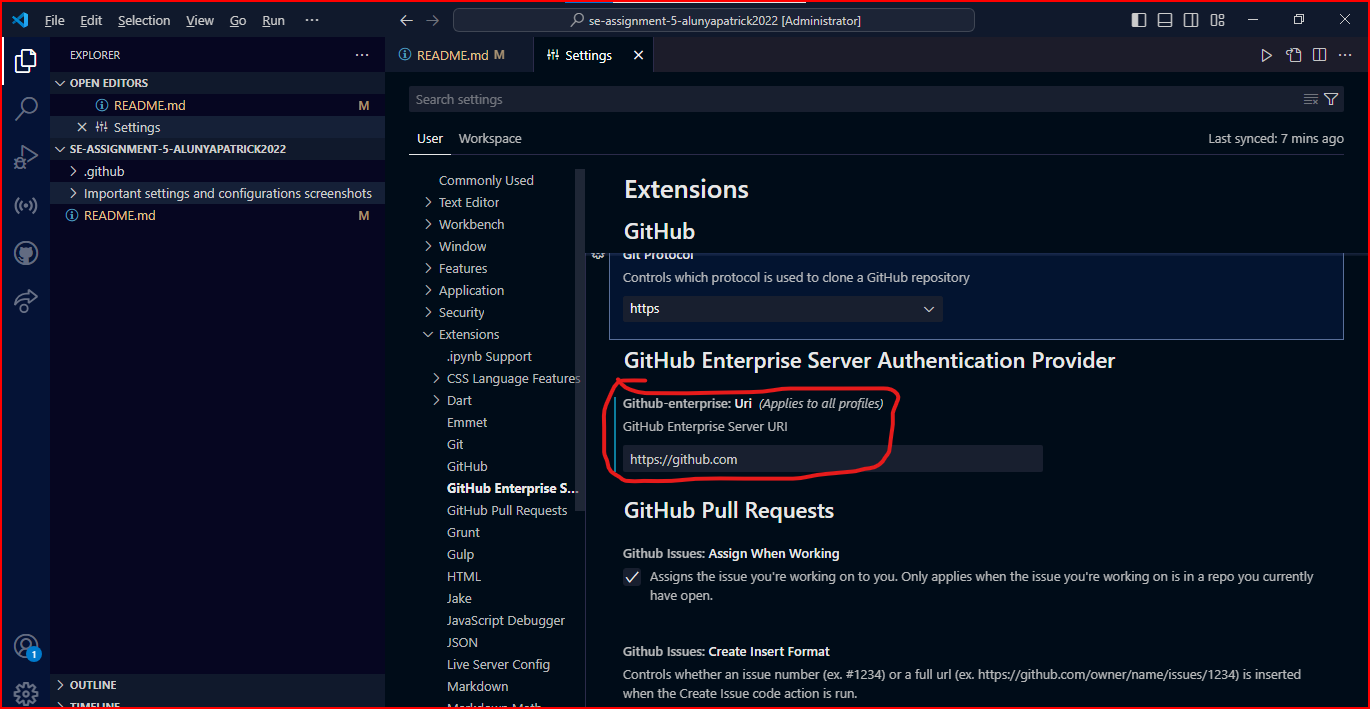 File Edit Selection View Go Run ···
se-assignment-5-alunyapatrick2022 [Administrator]
EXPLORER ···
OPEN EDITORS
README.md M
Settings
SE-ASSIGNMENT-5-ALUNYAPATRICK2022
.github
Important settings and configurations screenshots
README.md M
1
OUTLINE
TIMELINE
README.md M
Settings
···
Search settings
User Workspace
Last synced: 7 mins ago
Commonly Used
Text Editor
Workbench
Window
Features
Application
Security
Extensions
.ipynb Support
CSS Language Features
Dart
Emmet
Git
GitHub
GitHub Enterprise S...
GitHub Pull Requests
Grunt
Gulp
HTML
Jake
JavaScript Debugger
JSON
Live Server Config
Markdown
Markdown Math
Extensions
GitHub
Git Protocol
Controls which protocol is used to clone a GitHub repository
https
GitHub Enterprise Server Authentication Provider
Github-enterprise: Uri (Applies to all profiles)
GitHub Enterprise Server URI
https://github.com
GitHub Pull Requests
Github Issues: Assign When Working
Assigns the issue you're working on to you. Only applies when the issue you're working on is in a repo you currently
have open.
Github Issues: Create Insert Format
Controls whether an issue number (ex. #1234) or a full url (ex. https://github.com/owner/name/issues/1234) is inserted
when the Create Issue code action is run.